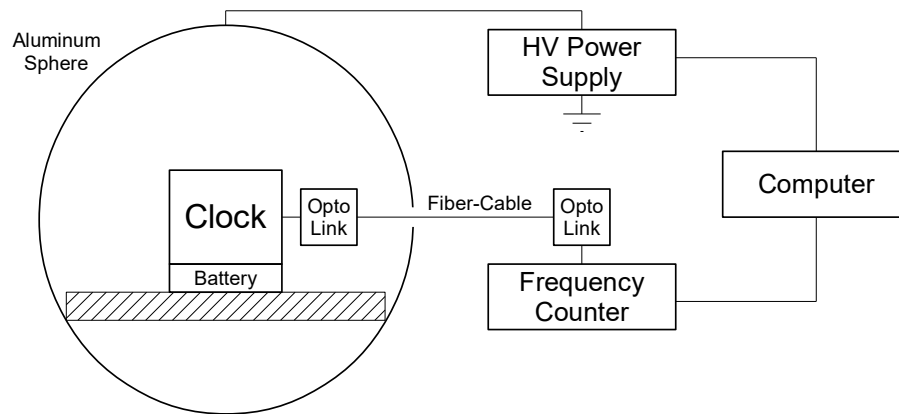 Aluminum
Sphere
HV Power
Supply
Clock
Battery
Opto
Link
Fiber-Cable
Opto
Link
Computer
Frequency
Counter